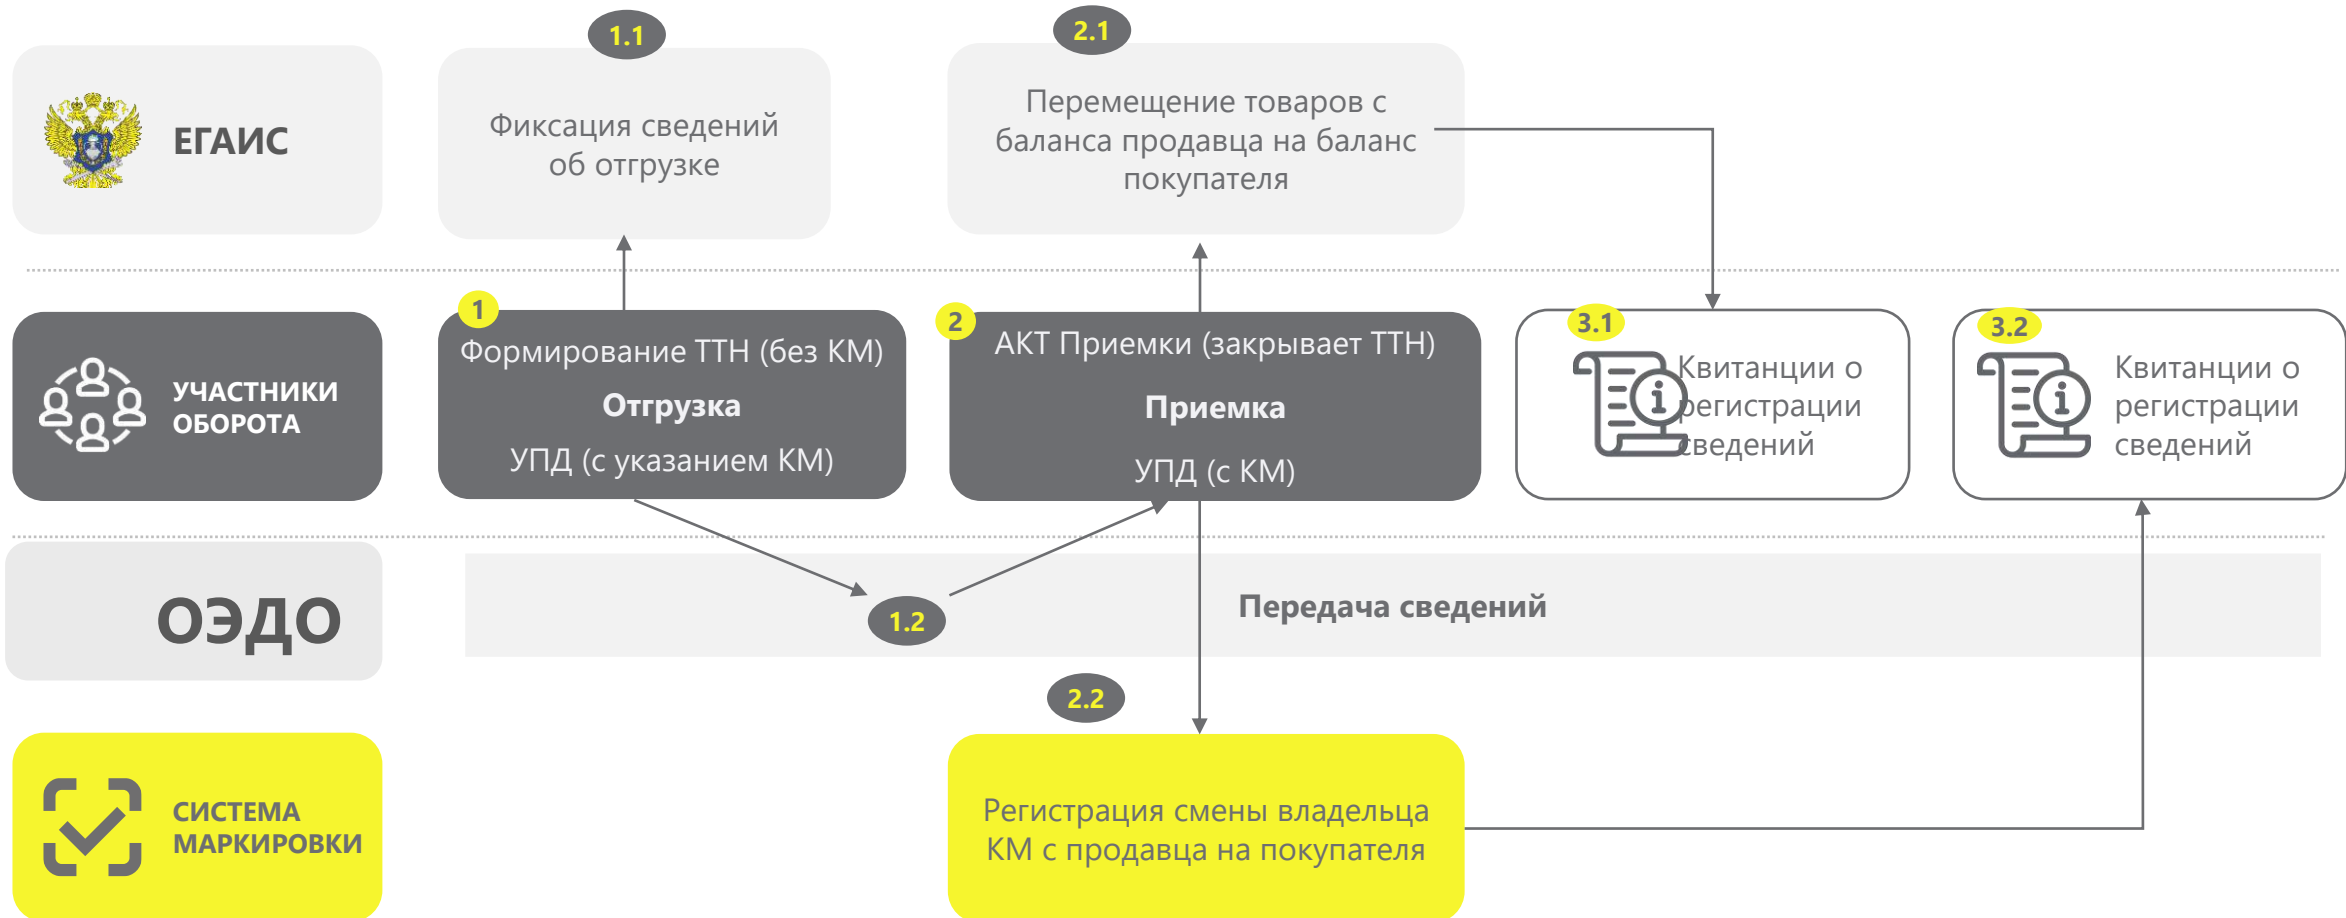 1.1
2.1
ЕГАИС
Фиксация сведений
об отгрузке
Перемещение товаров с
баланса продавца на баланс
покупателя
1
2
3.1
3.2
УЧАСТНИКИ
ОБОРОТА
Формирование ТТН (без КМ)
Отгрузка
УПД (с указанием КМ)
АКТ Приемки (закрывает ТТН)
Приемка
УПД (с КМ)
Квитанции о
регистрации
сведений
Квитанции о
регистрации
сведений
ОЭДО
1.2
Передача сведений
2.2
СИСТЕМА
МАРКИРОВКИ
Регистрация смены владельца
КМ с продавца на покупателя